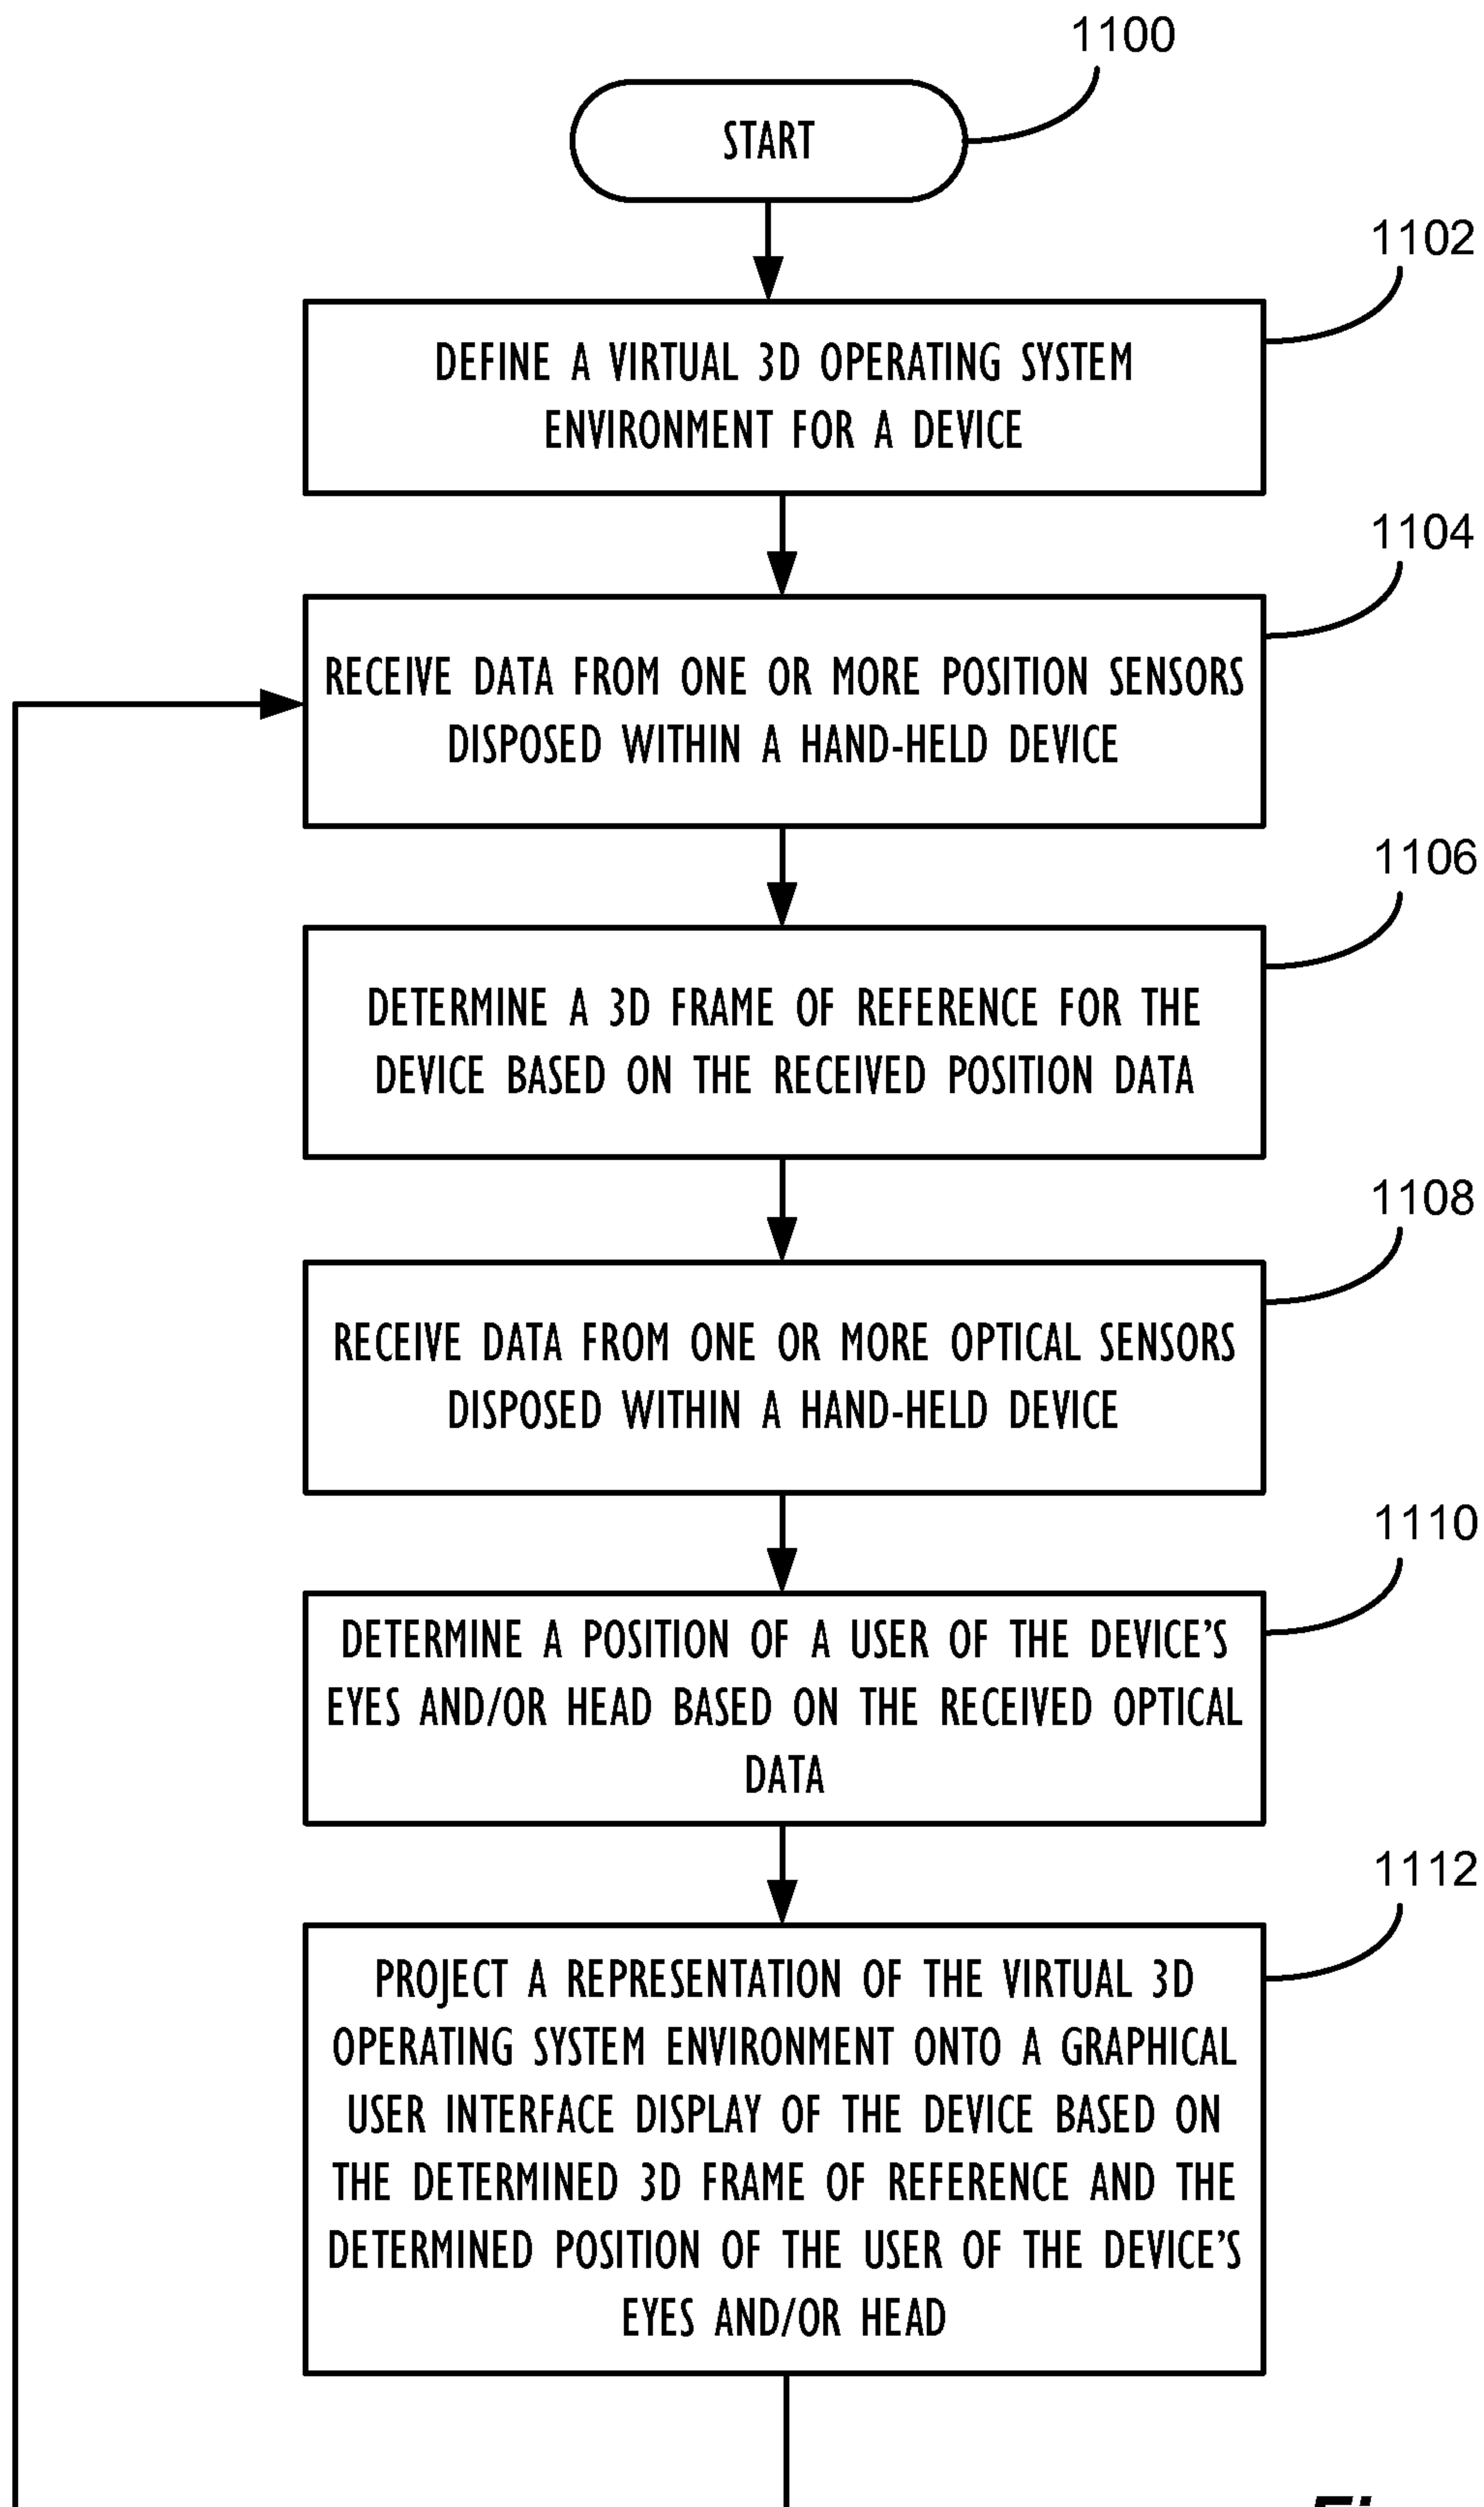 1100
START
1102
DEFINE A VIRTUAL 3D OPERATING SYSTEM
ENVIRONMENT FOR A DEVICE
1104
RECEIVE DATA FROM ONE OR MORE POSITION SENSORS
DISPOSED WITHIN A HAND-HELD DEVICE
1106
DETERMINE A 3D FRAME OF REFERENCE FOR THE
DEVICE BASED ON THE RECEIVED POSITION DATA
1108
RECEIVE DATA FROM ONE OR MORE OPTICAL SENSORS
DISPOSED WITHIN A HAND-HELD DEVICE
1110
DETERMINE A POSITION OF A USER OF THE DEVICE’S
EYES AND/OR HEAD BASED ON THE RECEIVED OPTICAL
DATA
1112
PROJECT A REPRESENTATION OF THE VIRTUAL 3D
OPERATING SYSTEM ENVIRONMENT ONTO A GRAPHICAL
USER INTERFACE DISPLAY OF THE DEVICE BASED ON
THE DETERMINED 3D FRAME OF REFERENCE AND THE
DETERMINED POSITION OF THE USER OF THE DEVICE’S
EYES AND/OR HEAD